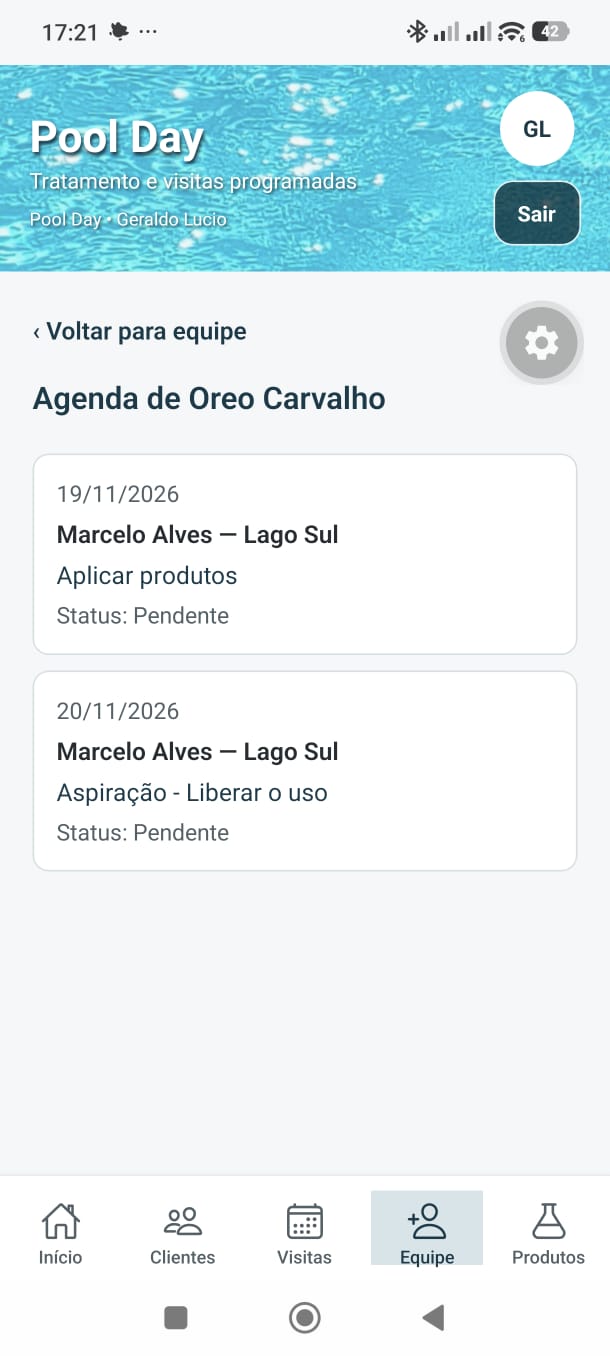 17:21 ...
6 42
Pool Day
GL
Tratamento e visitas programadas
Pool Day • Geraldo Lucio
Sair
‹ Voltar para equipe
Agenda de Oreo Carvalho
19/11/2026
Marcelo Alves — Lago Sul
Aplicar produtos
Status: Pendente
20/11/2026
Marcelo Alves — Lago Sul
Aspiração - Liberar o uso
Status: Pendente
Início
Clientes
Visitas
Equipe
Produtos